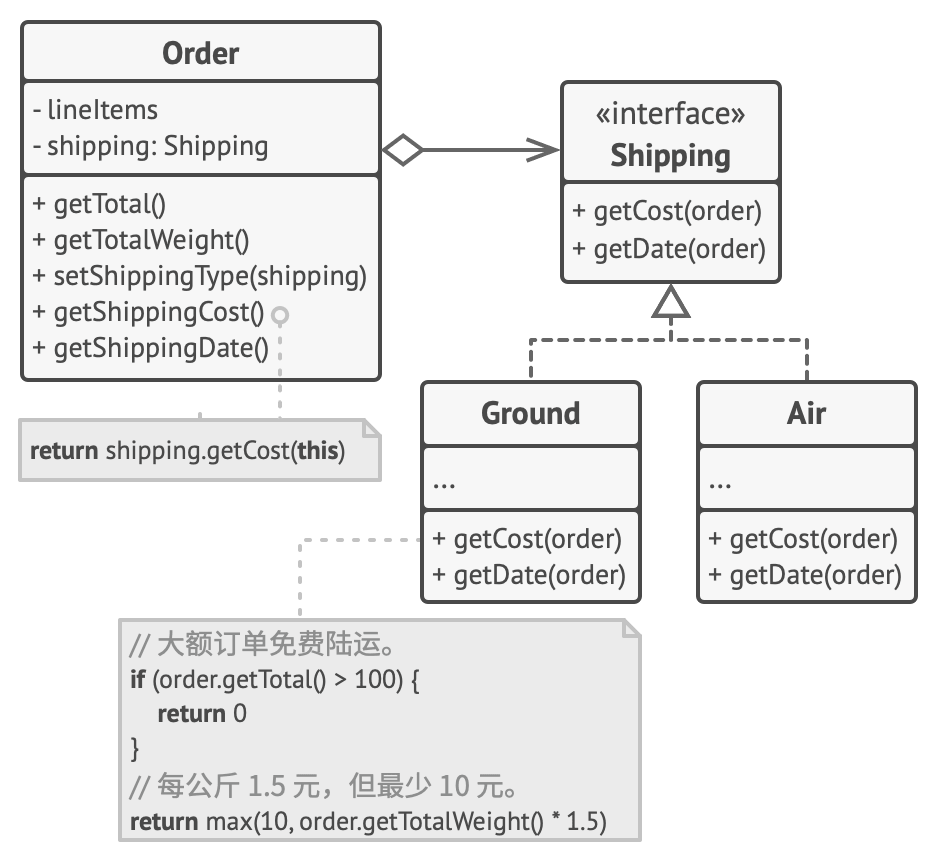 Order
- lineItems
- shipping: Shipping
+ getTotal()
+ getTotalWeight()
+ setShippingType(shipping)
+ getShippingCost()
+ getShippingDate()
return shipping.getCost(this)
«interface»
Shipping
+ getCost(order)
+ getDate(order)
Ground
...
+ getCost(order)
+ getDate(order)
Air
...
+ getCost(order)
+ getDate(order)
// 大额订单免费陆运。
if (order.getTotal() > 100) {
return 0
}
// 每公斤 1.5 元，但最少 10 元。
return max(10, order.getTotalWeight() * 1.5)